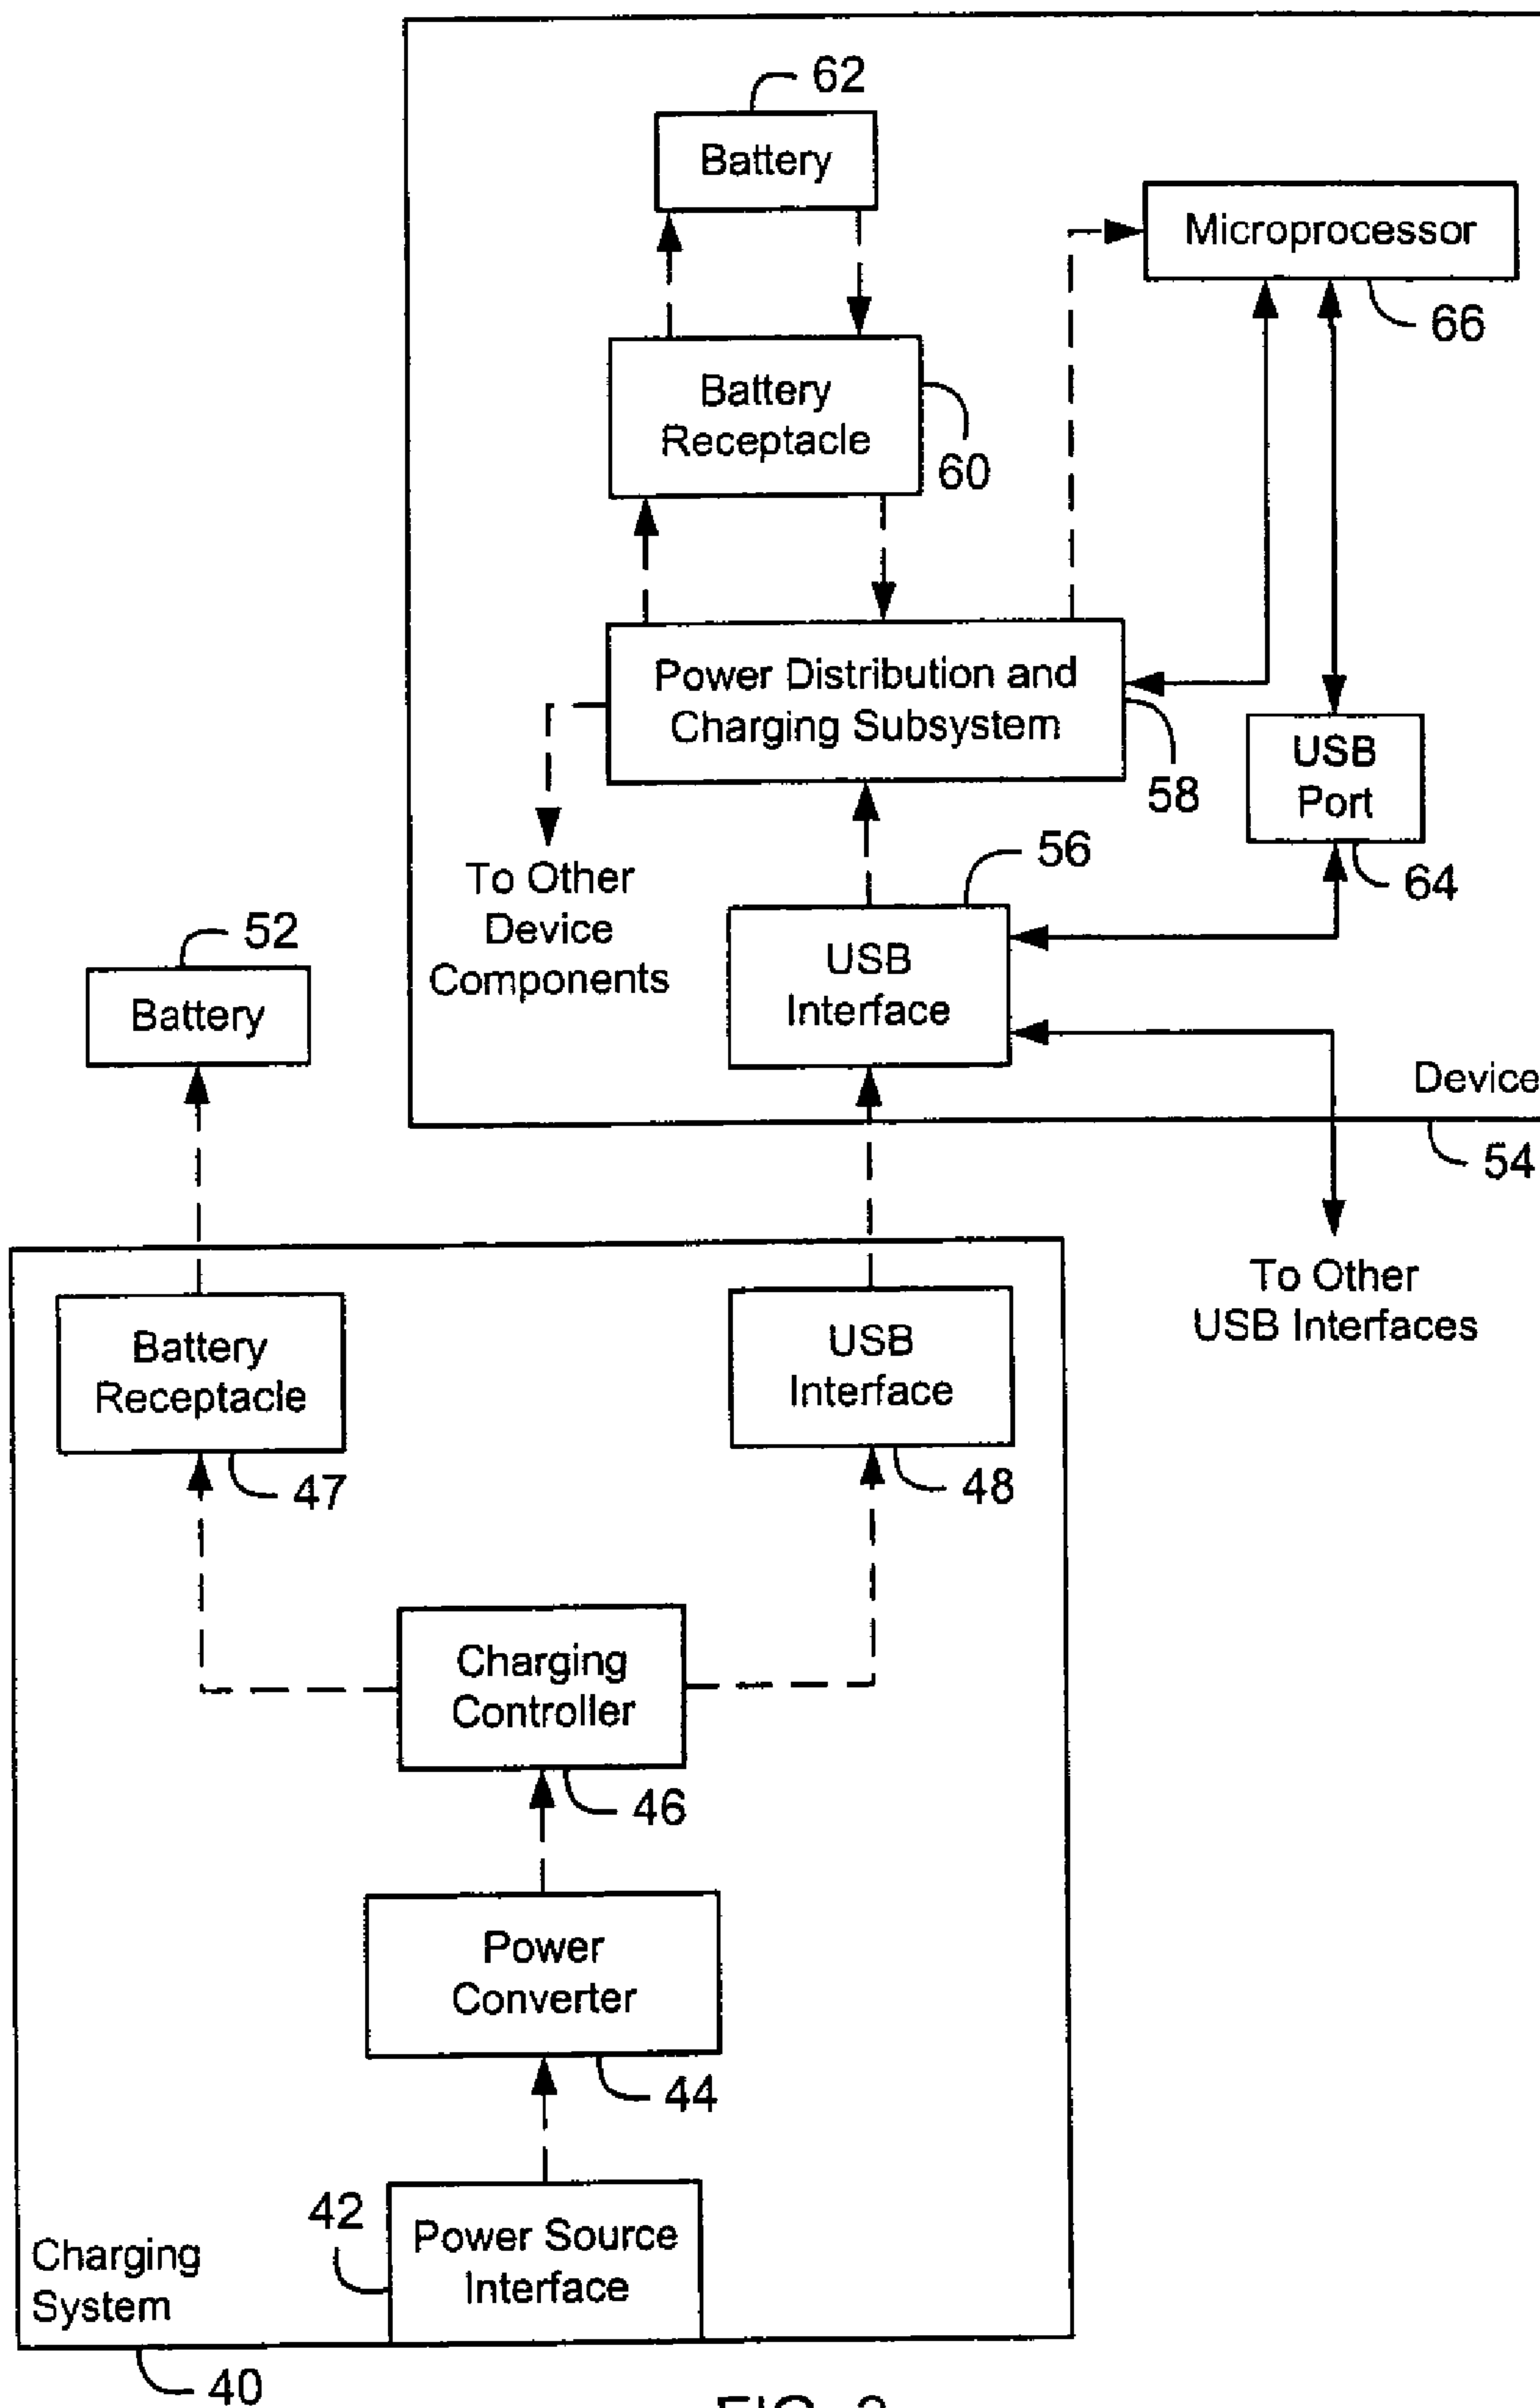 62
Battery
Microprocessor
66
Battery
Receptacle
60
Power Distribution and
Charging Subsystem
58
USB
Port
64
To Other
Device
Components
56
USB
Interface
52
Battery
Device
54
To Other
USB Interfaces
Battery
Receptacle
47
USB
Interface
48
Charging
Controller
46
Power
Converter
44
42
Power Source
Interface
Charging
System
40